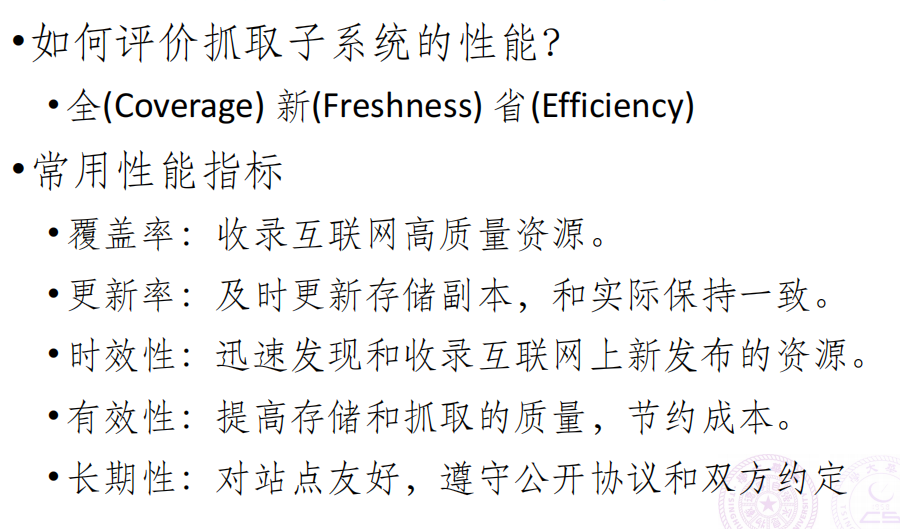 •如何评价抓取子系统的性能？
•全(Coverage) 新(Freshness) 省(Efficiency)
•常用性能指标
•覆盖率：收录互联网高质量资源。
•更新率：及时更新存储副本，和实际保持一致。
•时效性：迅速发现和收录互联网上新发布的资源。
•有效性：提高存储和抓取的质量，节约成本。
•长期性：对站点友好，遵守公开协议和双方约定